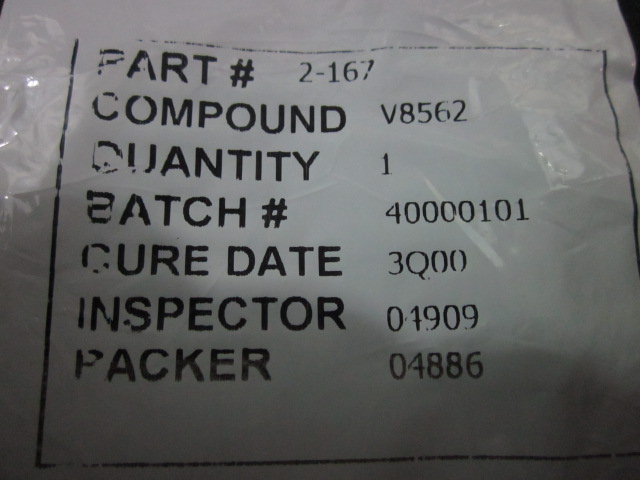 PART # 2-167
COMPOUND V8562
QUANTITY 1
BATCH # 40000101
CURE DATE 3Q00
INSPECTOR 04909
PACKER 04886